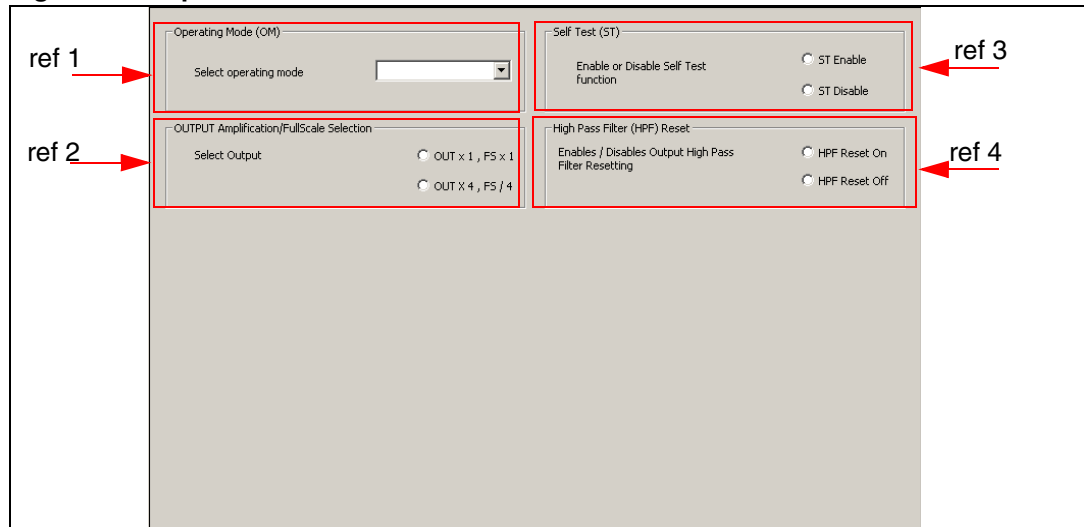 ref 1
Operating Mode (OM)
Select operating mode
Self Test (ST)
Enable or Disable Self Test
function
ST Enable
ST Disable
ref 3
ref 2
OUTPUT Amplification/FullScale Selection
Select Output
OUT x 1 , FS x 1
OUT X 4 , FS / 4
High Pass Filter (HPF) Reset
Enables / Disables Output High Pass
Filter Resetting
HPF Reset On
HPF Reset Off
ref 4